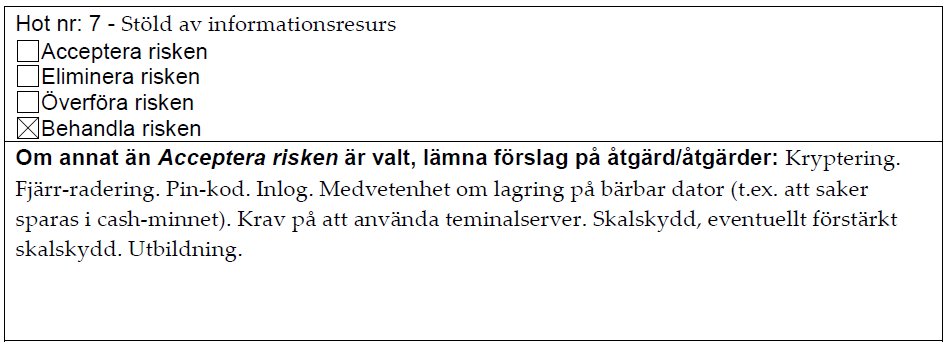 Hot nr: 7 - Stöld av informationsresurs
Acceptera risken
Eliminera risken
Överföra risken
Behandla risken
Om annat än Acceptera risken är valt, lämna förslag på åtgärd/åtgärder: Kryptering.
Fjärr-radering. Pin-kod. Inlog. Medvetenhet om lagring på bärbar dator (t.ex. att saker
sparas i cash-minnet). Krav på att använda teminalserver. Skalskydd, eventuellt förstärkt
skalskydd. Utbildning.